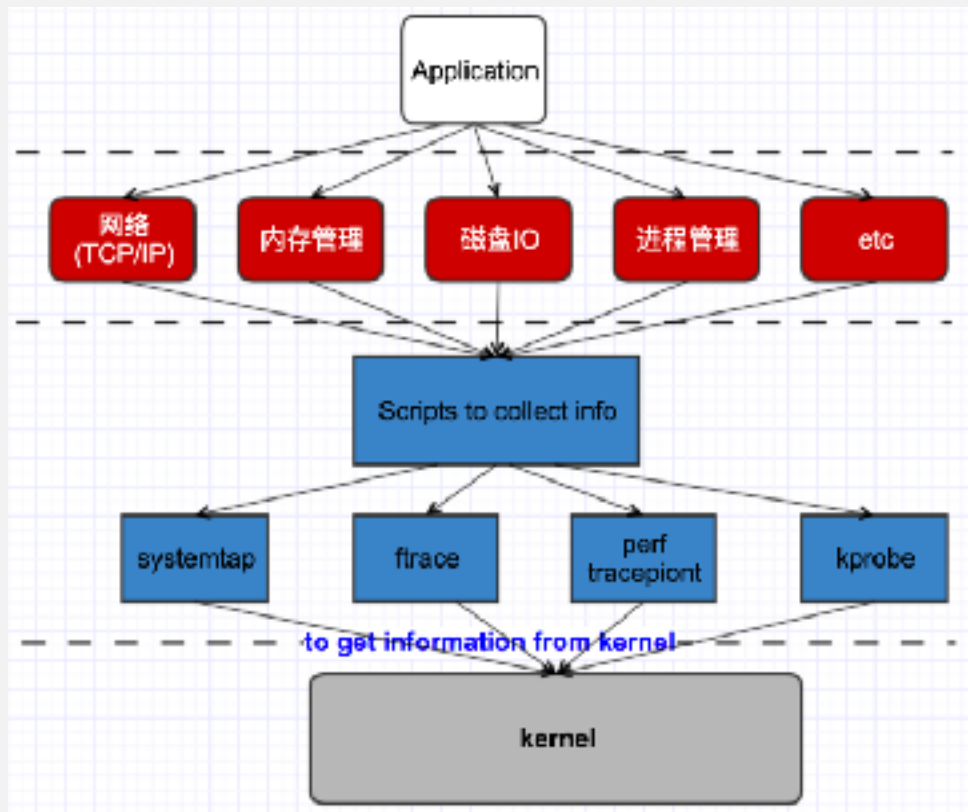 Application
网络
(TCP/IP)
内存管理
磁盘IO
进程管理
etc
Scripts to collect info
systemtap
ftrace
perf
tracepiont
kprobe
to get information from kernel
kernel